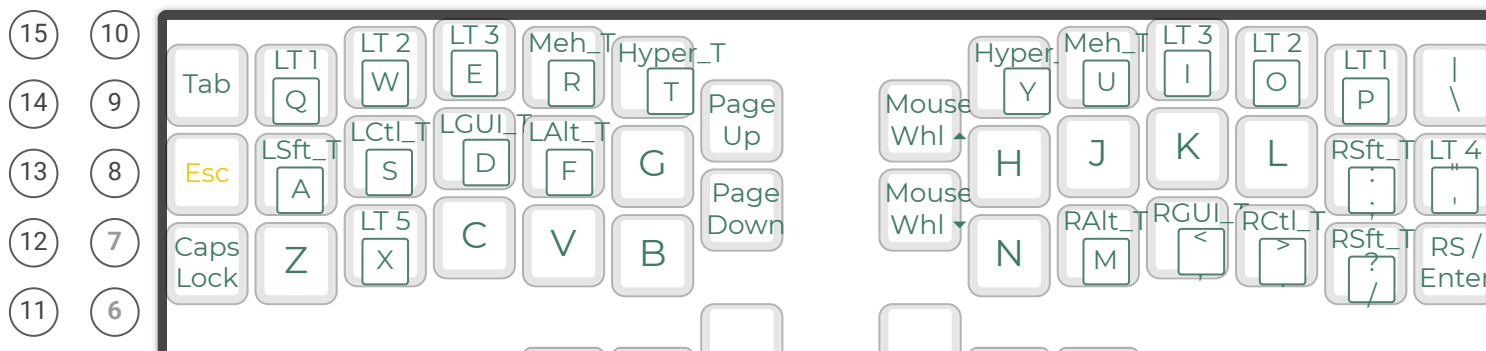 15 10
14 9
13 8
12 7
11 6
Tab LT 1 Q LT 2 W LT 3 E Meh_T R Hyper_T T
Page
Up
Mouse
Whl ▲
Hyper_ Y Meh_T U LT 3 I LT 2 O LT 1 P |
\
Esc LSft_T A LCtl_T S LGUI_T D LAlt_T F G
Page
Down
Mouse
Whl ▼
H J K L RSft_T :
; LT 4 "
'
Caps
Lock
Z LT 5 X C V B
N RAlt_T M RGUI_T <
, RCtl_T >
. RSft_T ?
/
RS /
Enter